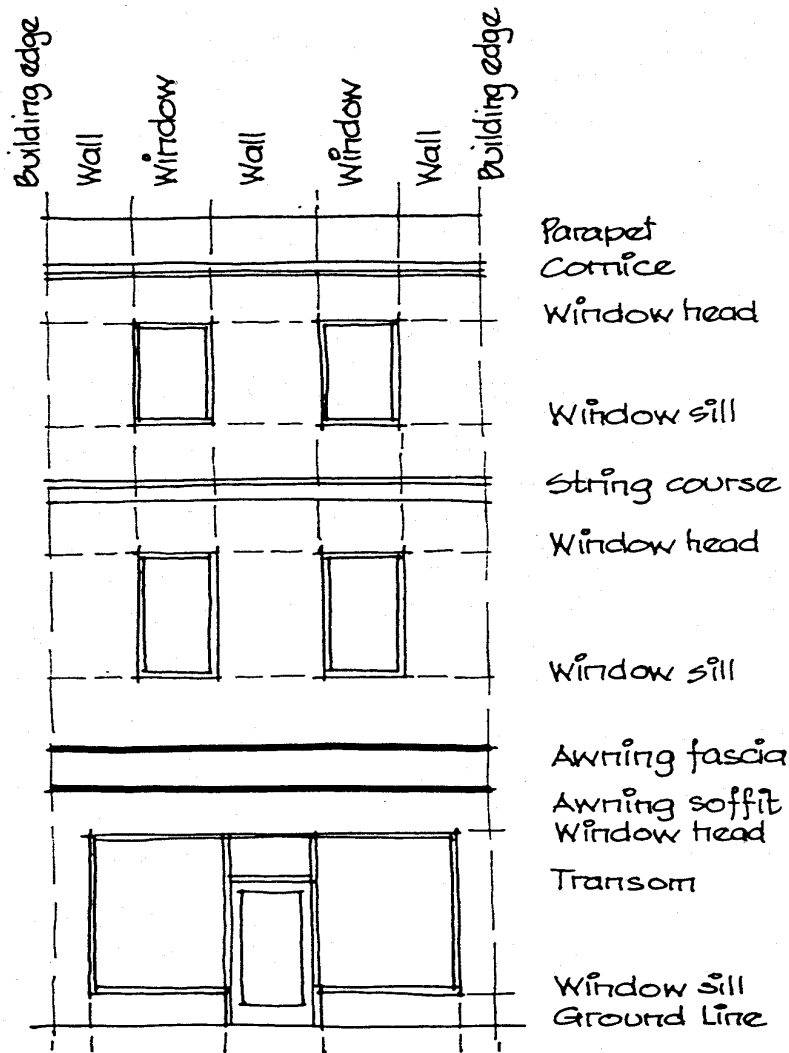 Building edge
Wall
Window
Wall
Window
Wall
Building edge
Parapet
Cornice
Window head
Window sill
String course
Window head
Window sill
Awning fascia
Awning soffit
Window head
Transom
Window sill
Ground Line